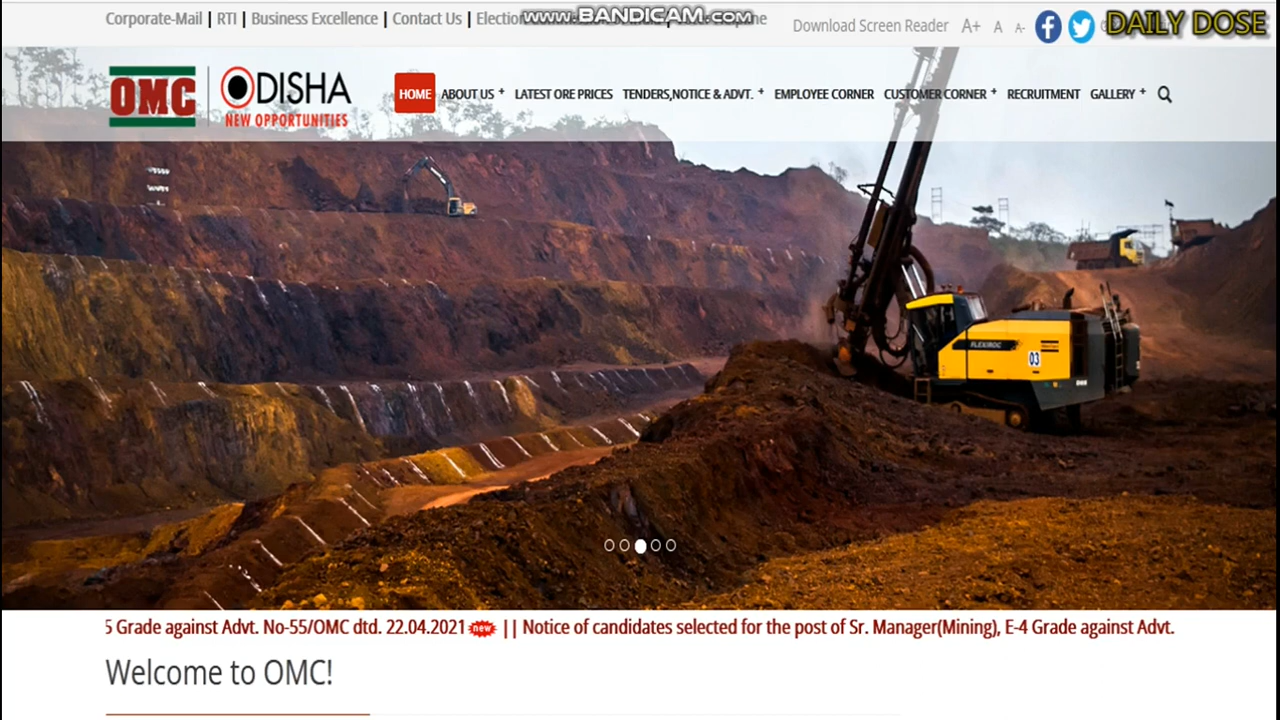 Corporate-Mail | RTI | Business Excellence | Contact Us |
www.BANDICAM.com
Download Screen Reader A+ A A-
DAILY DOSE
OMC ODISHA
NEW OPPORTUNITIES
HOME ABOUT US + LATEST ORE PRICES TENDERS,NOTICE & ADVT. + EMPLOYEE CORNER CUSTOMER CORNER + RECRUITMENT GALLERY +
FLEXIROC
03
5 Grade against Advt. No-55/OMC dtd. 22.04.2021 new || Notice of candidates selected for the post of Sr. Manager(Mining), E-4 Grade against Advt.
Welcome to OMC!